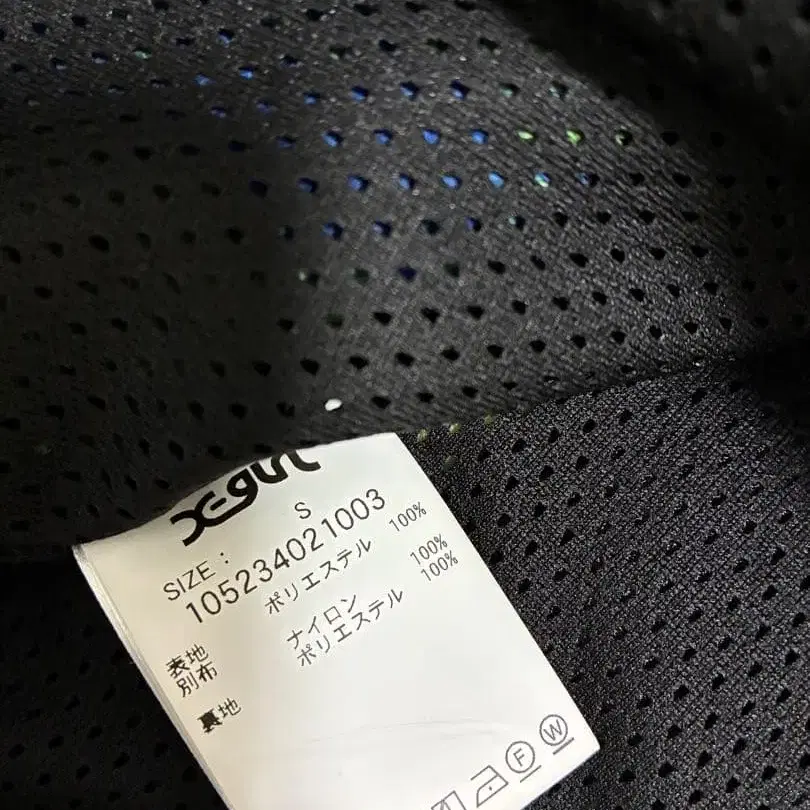 X-girl
SIZE : S
105234021003
表地 ポリエステル 100%
別布 ナイロン 100%
裏地 ポリエステル 100%
F W